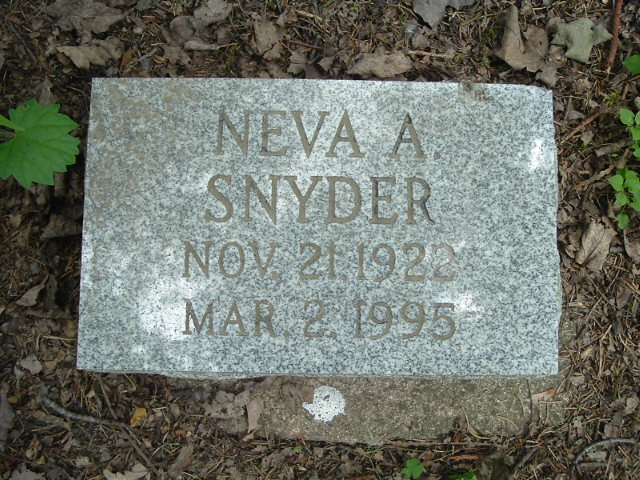 NEVA A.
SNYDER
NOV. 21, 1922
MAR. 2, 1995